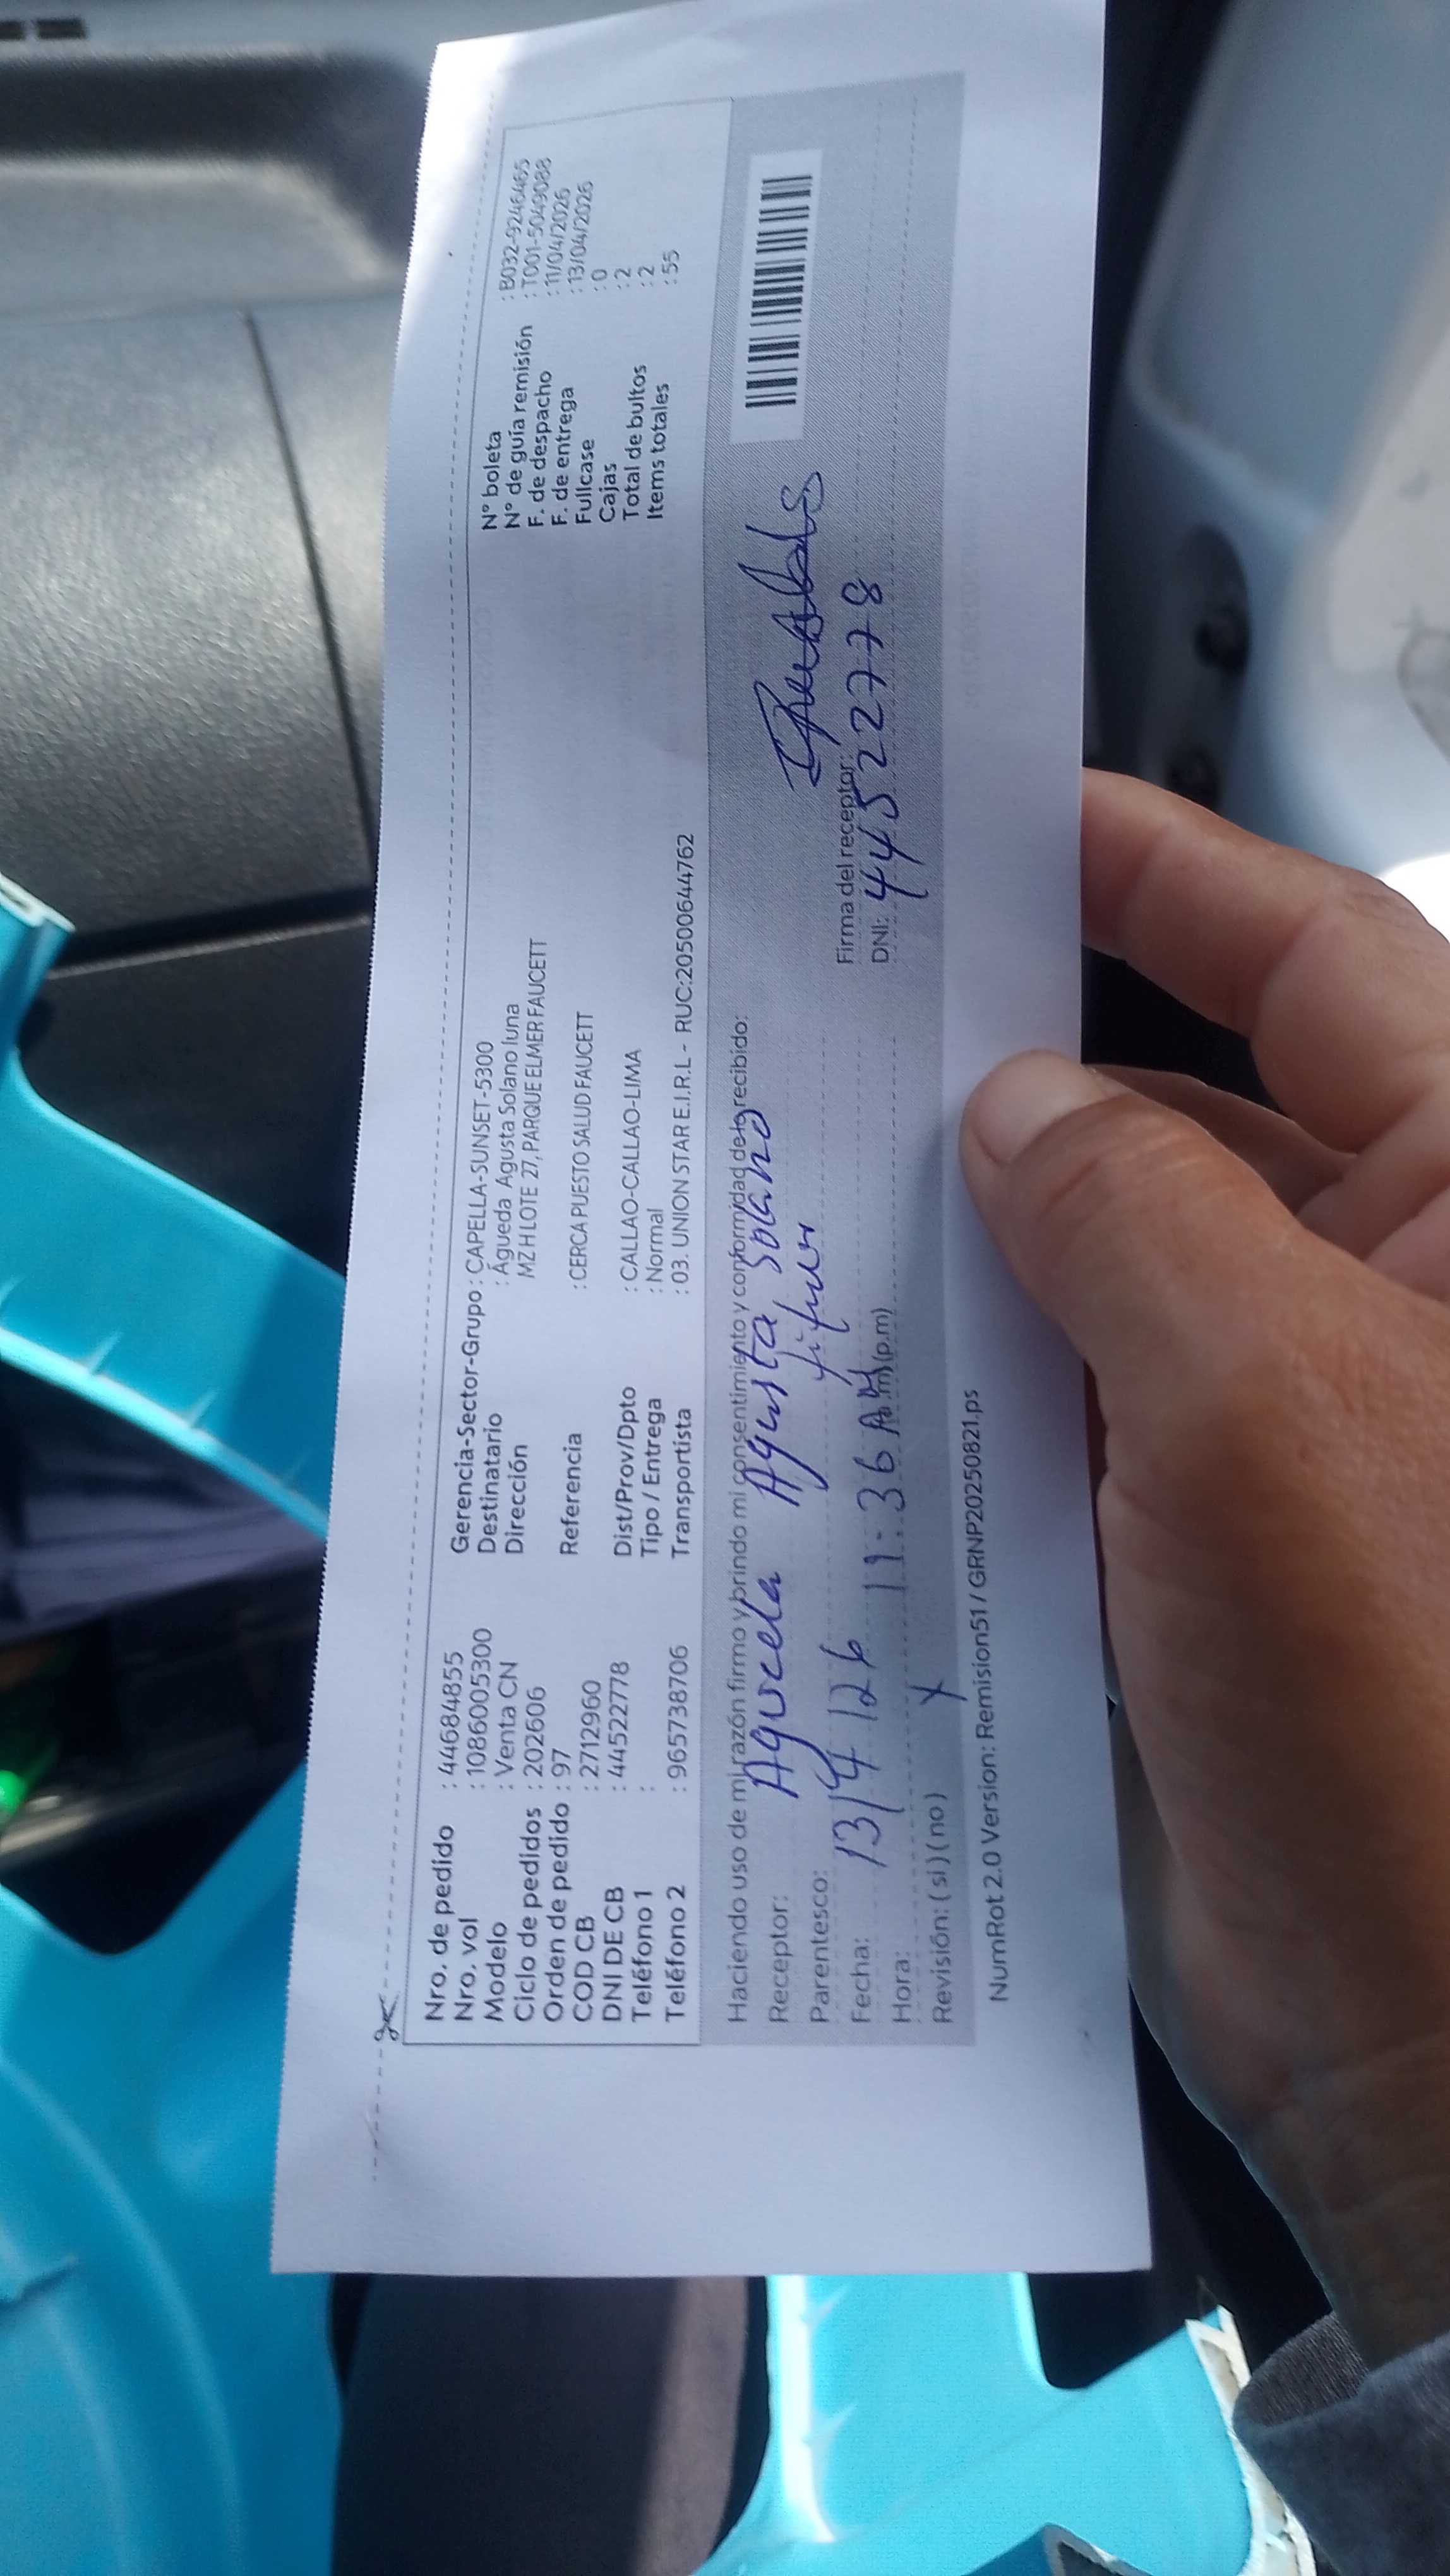 Nro. de pedido : 44684855
Nro. vol : 1086005300
Modelo : Venta CN
Ciclo de pedidos : 202606
Orden de pedido : 97
COD CB : 2712960
DNI DE CB : 44522778
Teléfono 1 :
Teléfono 2 : 965738706
Gerencia-Sector-Grupo : CAPELLA-SUNSET-5300
Destinatario : Águeda Agusta Solano luna
Dirección MZ H LOTE 27, PARQUE ELMER FAUCETT
Referencia : CERCA PUESTO SALUD FAUCETT
Dist/Prov/Dpto : CALLAO-CALLAO-LIMA
Tipo / Entrega : Normal
Transportista : 03. UNION STAR E.I.R.L - RUC:20500644762
N° boleta : B032-9246465
N° de guía remisión : T001-5049088
F. de despacho : 11/04/2026
F. de entrega : 13/04/2026
Fullcase : 0
Cajas : 2
Total de bultos : 2
Items totales : 55
Haciendo uso de mi razón firmo y brindo mi consentimiento y conformidad de lo recibido:
Receptor: Agueda Agusta Solano
Parentesco:
Fecha: 13/4/26
Hora: 11:36 AM (p.m)
Revisión: (si) (no) X
Firma del receptor:
DNI: 44522778
NumRot 2.0 Version: Remision51 / GRNP20250821.ps